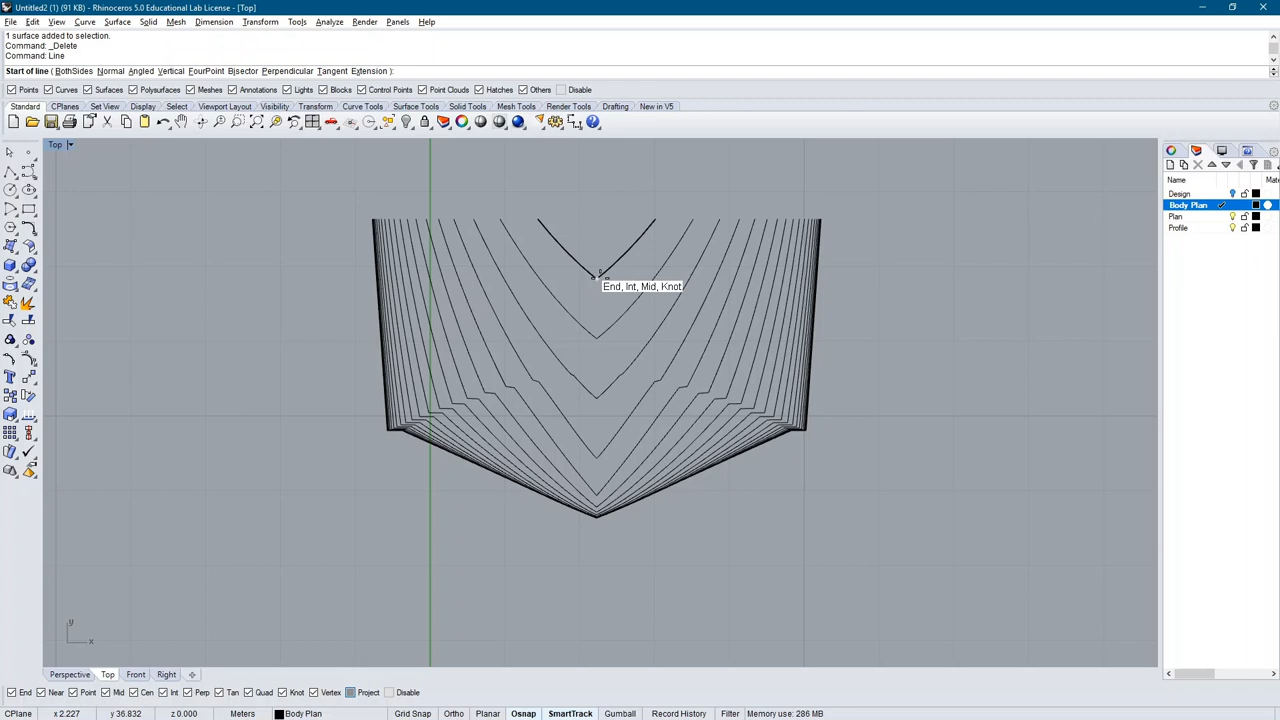 Untitled2 (1) (91 KB) - Rhinoceros 5.0 Educational Lab License - [Top]
File Edit View Curve Surface Solid Mesh Dimension Transform Tools Analyze Render Panels Help
1 surface added to selection.
Command: _Delete
Command: Line
Start of line ( BothSides Normal Angled Vertical FourPoint Bisector Perpendicular Tangent Extension ):
Points Curves Surfaces Polysurfaces Meshes Annotations Lights Blocks Control Points Point Clouds Hatches Others Disable
Standard CPlanes Set View Display Select Viewport Layout Visibility Transform Curve Tools Surface Tools Solid Tools Mesh Tools Render Tools Drafting New in V5
Top
Name Mate
Design
Body Plan
Plan
Profile
End, Int, Mid, Knot
y
x
Perspective Top Front Right
End Near Point Mid Cen Int Perp Tan Quad Knot Vertex Project Disable
CPlane x 2.227 y 36.832 z 0.000 Meters Body Plan Grid Snap Ortho Planar Osnap SmartTrack Gumball Record History Filter Memory use: 286 MB